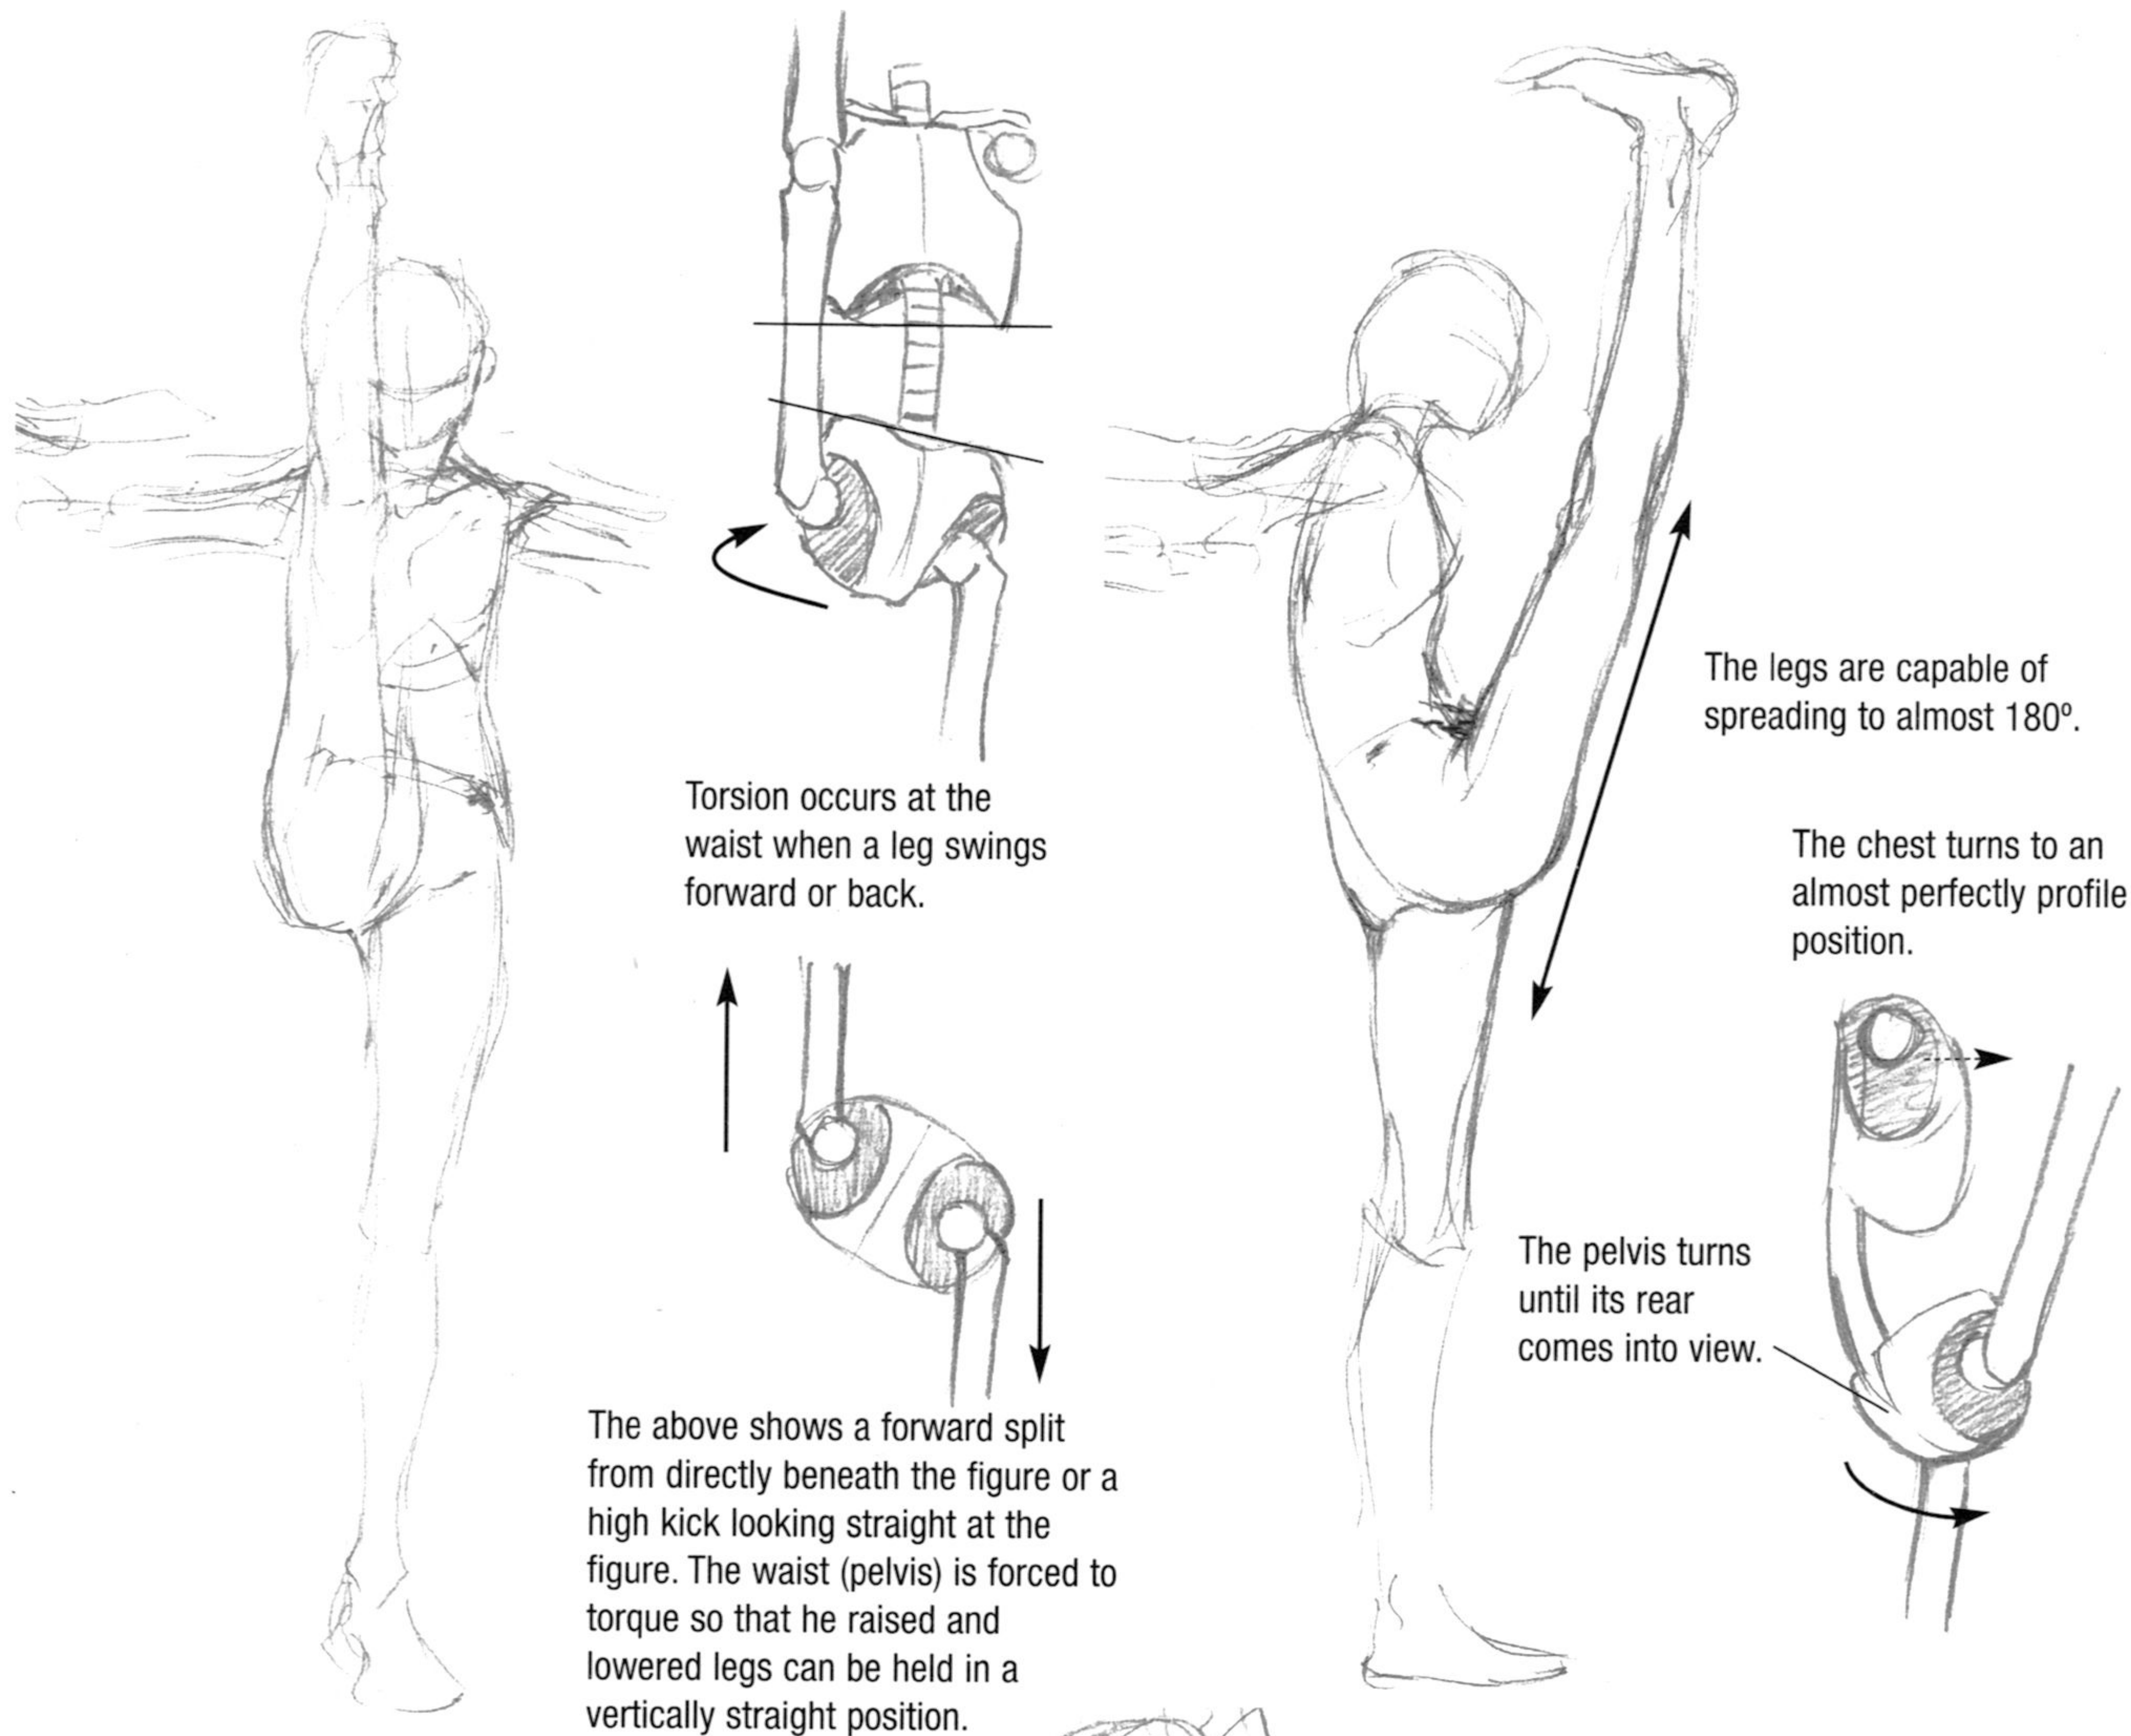 The legs are capable of
spreading to almost 180º.
Torsion occurs at the
waist when a leg swings
forward or back.
The chest turns to an
almost perfectly profile
position.
The pelvis turns
until its rear
comes into view.
The above shows a forward split
from directly beneath the figure or a
high kick looking straight at the
figure. The waist (pelvis) is forced to
torque so that he raised and
lowered legs can be held in a
vertically straight position.